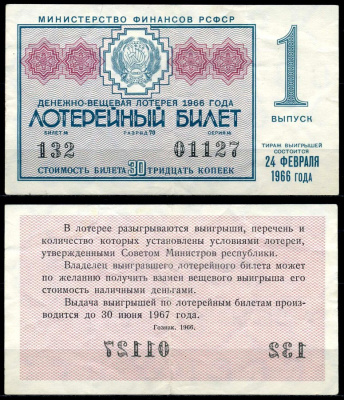 МИНИСТЕРСТВО ФИНАНСОВ РСФСР
ДЕНЕЖНО-ВЕЩЕВАЯ ЛОТЕРЕЯ 1966 ГОДА
ЛОТЕРЕЙНЫЙ БИЛЕТ
БИЛЕТ № РАЗРЯД 70 СЕРИЯ №
132 01127
СТОИМОСТЬ БИЛЕТА 30 ТРИДЦАТЬ КОПЕЕК
1
ВЫПУСК
ТИРАЖ ВЫИГРЫШЕЙ
СОСТОИТСЯ
24 ФЕВРАЛЯ
1966 ГОДА
В лотерее разыгрываются выигрыши, перечень и
количество которых установлены условиями лотереи,
утвержденными Советом Министров республики.
Владелец выигравшего лотерейного билета может
по желанию получить взамен вещевого выигрыша его
стоимость наличными деньгами.
Выдача выигрышей по лотерейным билетам произ-
водится до 30 июня 1967 года.
Гознак. 1966.
01127 132